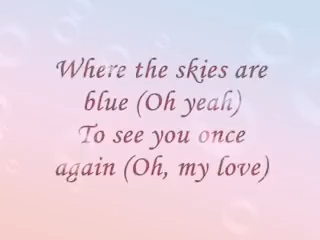 Where the skies are
blue (Oh yeah)
To see you once
again (Oh, my love)